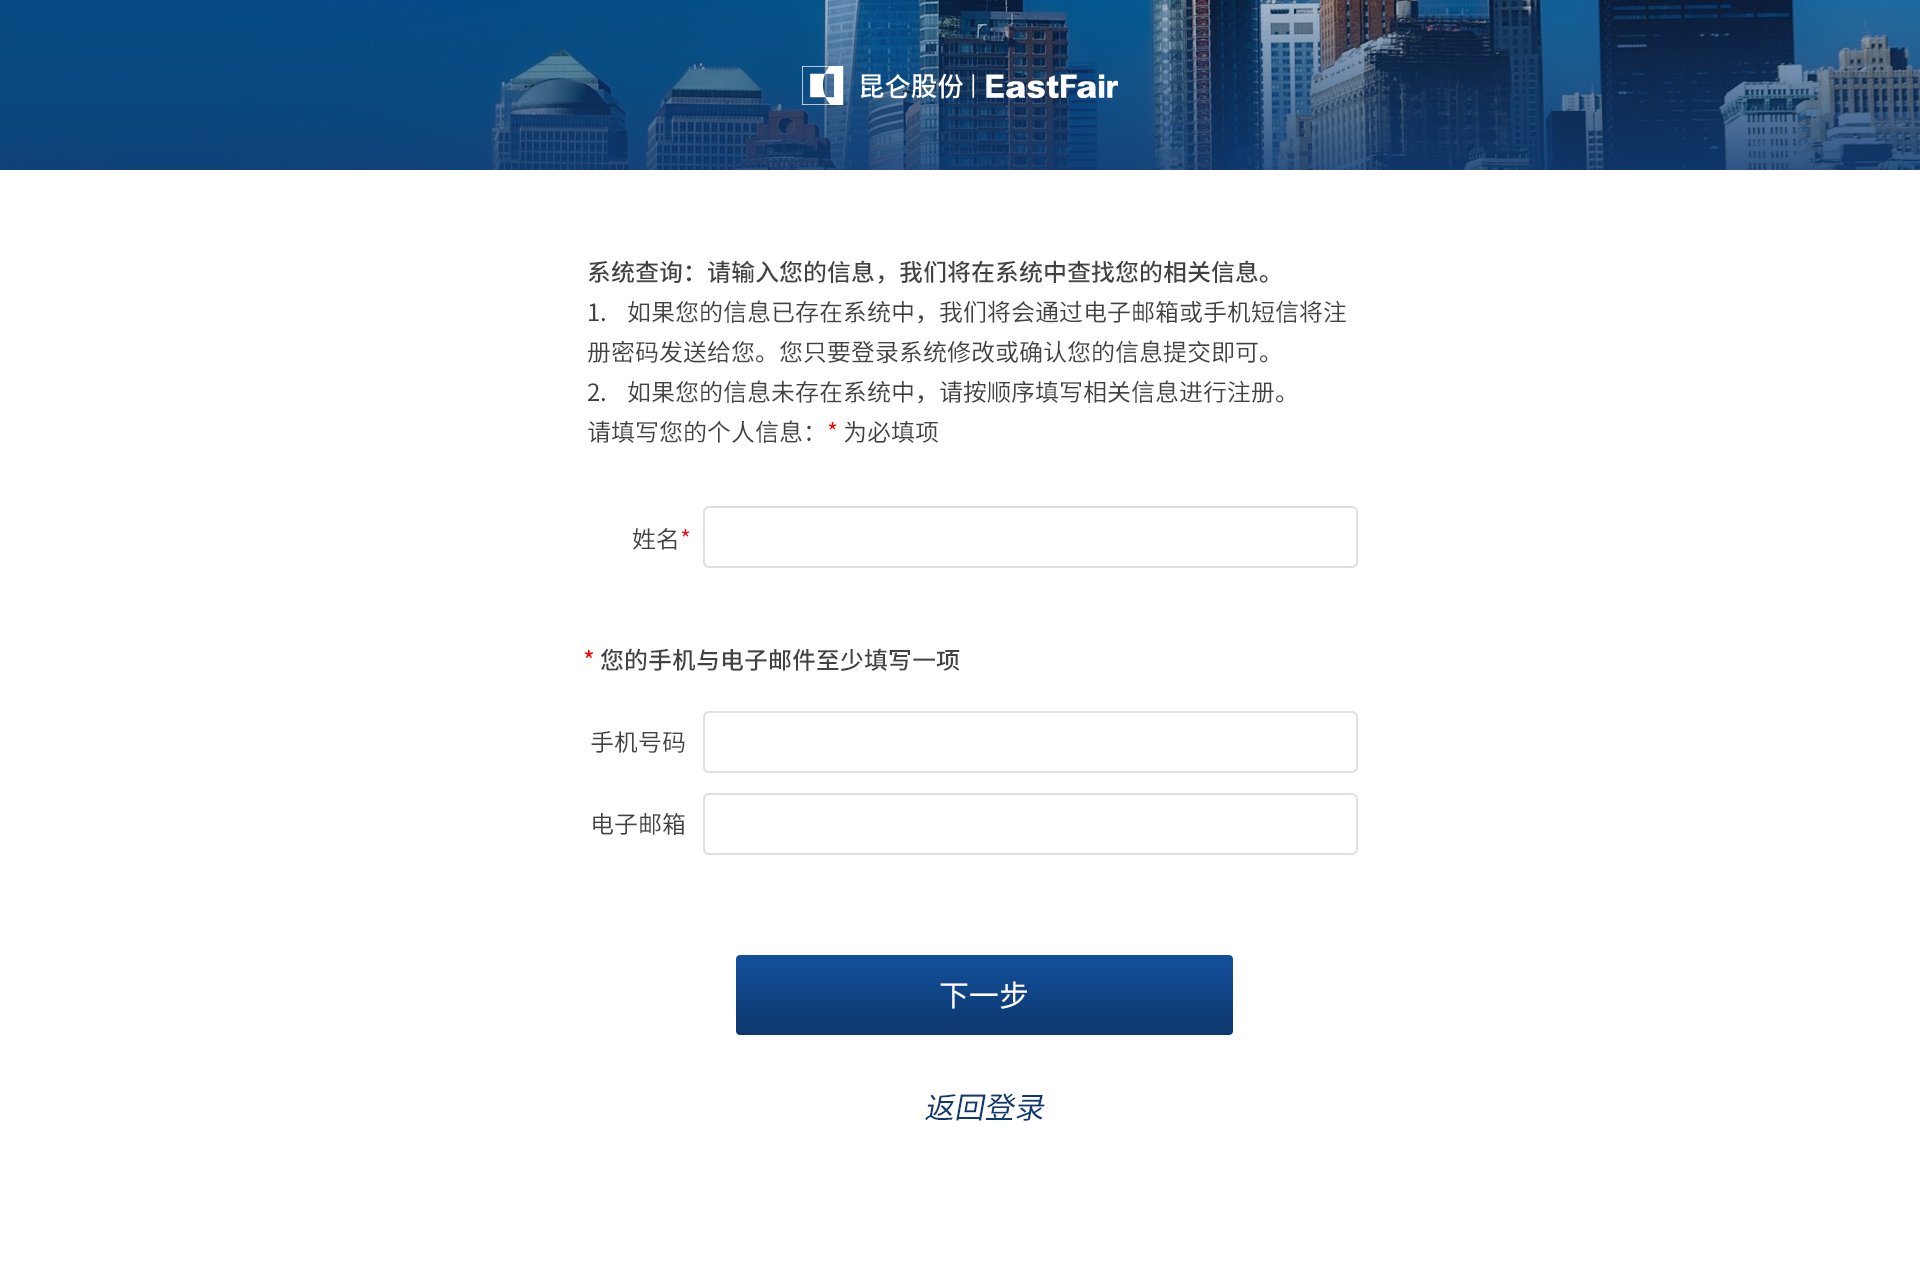 昆仑股份 | EastFair
系统查询：请输入您的信息，我们将在系统中查找您的相关信息。
1. 如果您的信息已存在系统中，我们将会通过电子邮箱或手机短信将注
册密码发送给您。您只要登录系统修改或确认您的信息提交即可。
2. 如果您的信息未存在系统中，请按顺序填写相关信息进行注册。
请填写您的个人信息：* 为必填项
姓名*
* 您的手机与电子邮件至少填写一项
手机号码
电子邮箱
下一步
返回登录